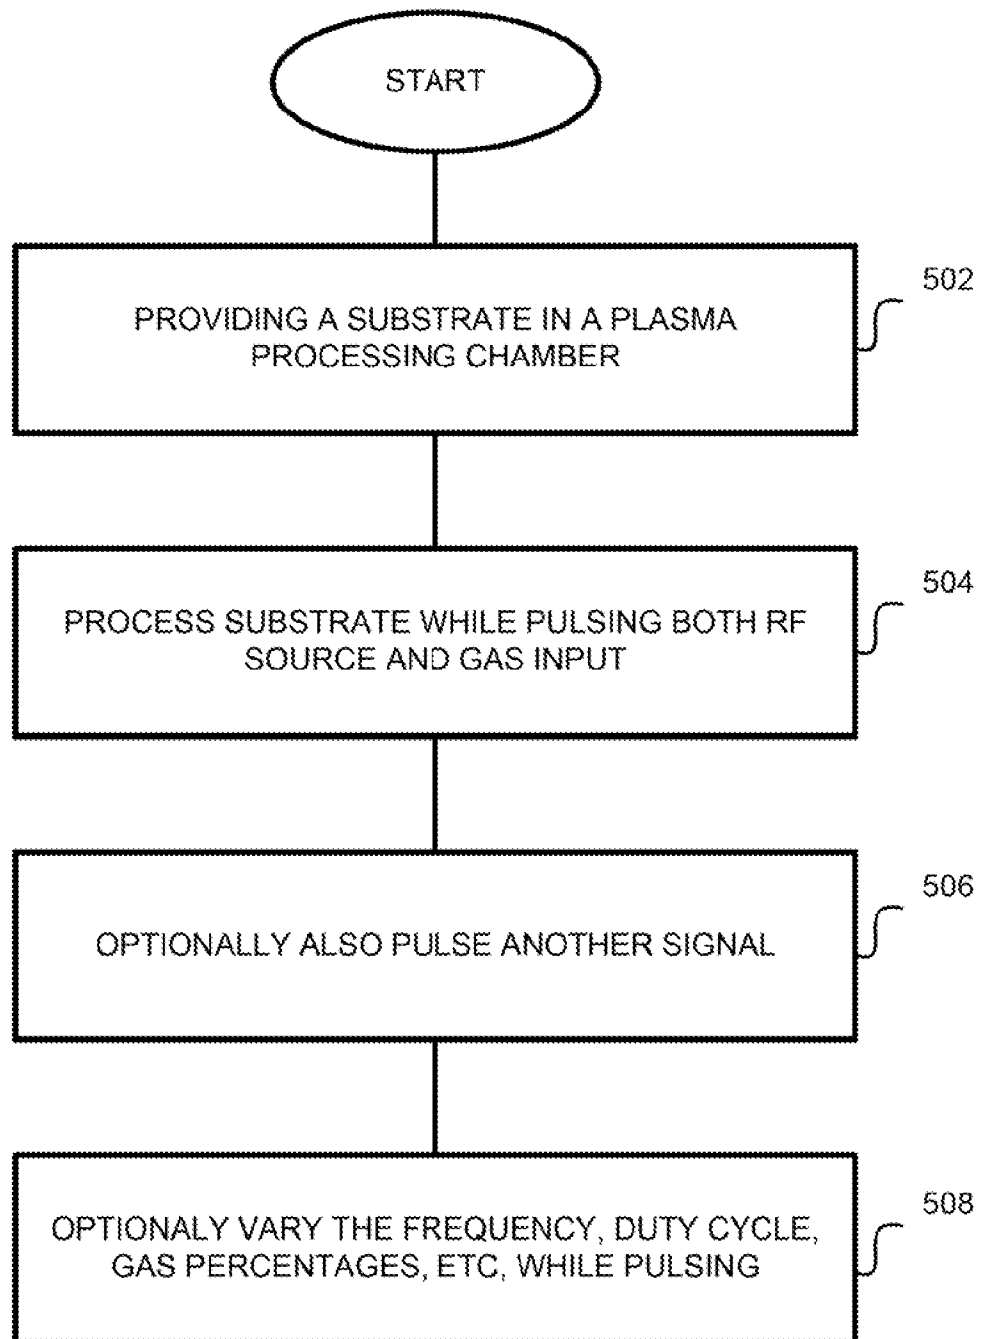 START
PROVIDING A SUBSTRATE IN A PLASMA
PROCESSING CHAMBER
502
PROCESS SUBSTRATE WHILE PULSING BOTH RF
SOURCE AND GAS INPUT
504
OPTIONALLY ALSO PULSE ANOTHER SIGNAL
506
OPTIONALY VARY THE FREQUENCY, DUTY CYCLE,
GAS PERCENTAGES, ETC, WHILE PULSING
508